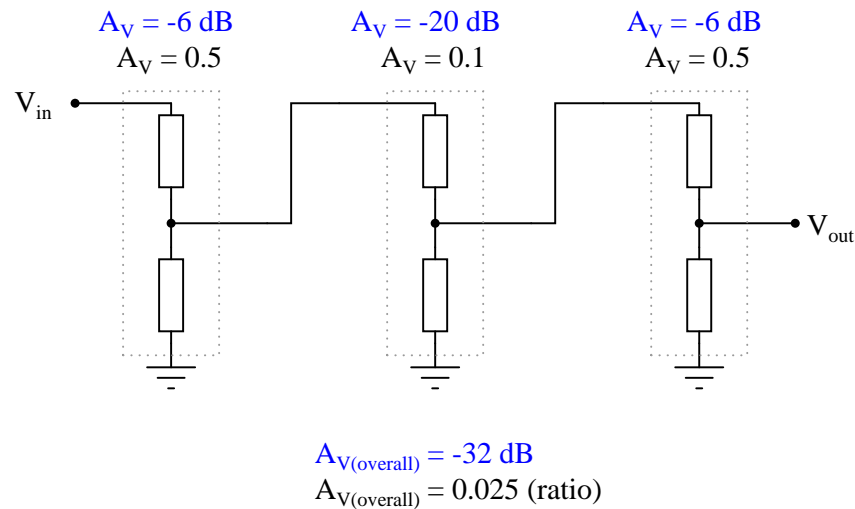 A_V = -6 dB
A_V = 0.5
A_V = -20 dB
A_V = 0.1
A_V = -6 dB
A_V = 0.5
V_in
V_out
A_V(overall) = -32 dB
A_V(overall) = 0.025 (ratio)